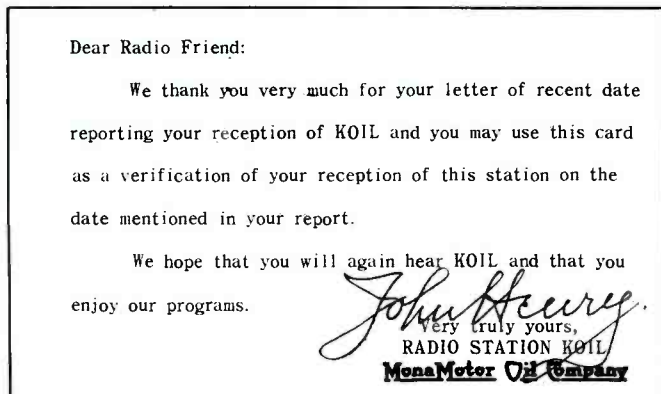 Dear Radio Friend:
We thank you very much for your letter of recent date
reporting your reception of KOIL and you may use this card
as a verification of your reception of this station on the
date mentioned in your report.
We hope that you will again hear KOIL and that you
enjoy our programs.
John Henry.
Very truly yours,
RADIO STATION KOIL
MonaMotor Oil Company